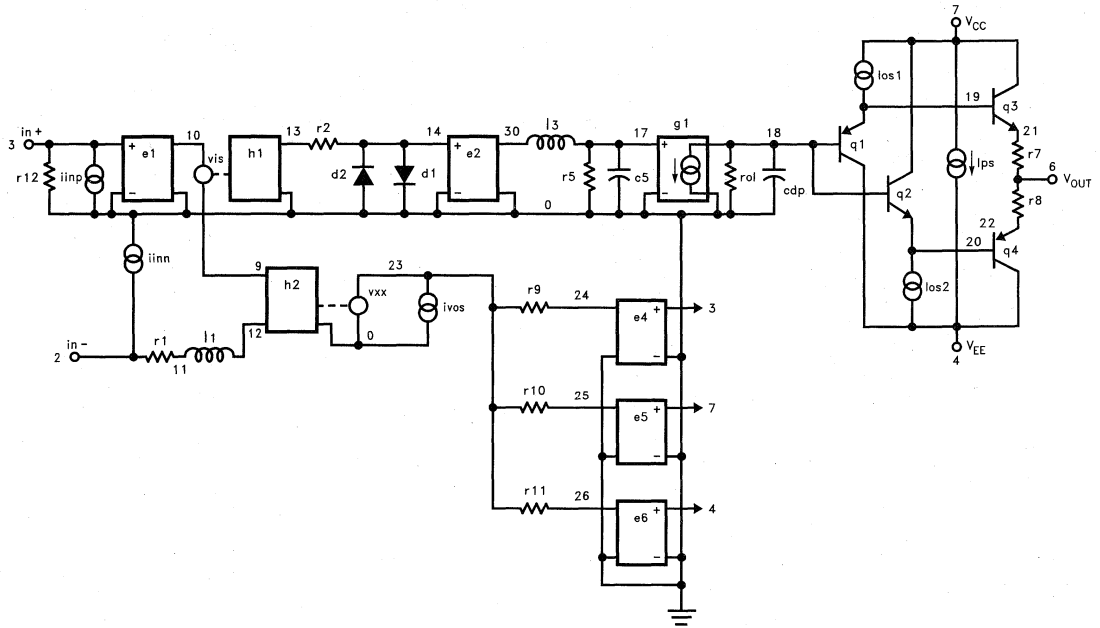 7
VCC
Ios1
19
q3
in+
3
10
13
r2
14
30
l3
17
g1
18
21
+
e1
−
vis
h1
+
e2
−
+
q1
r7
r12
iinp
d2
d1
r5
c5
−
rol
cdp
Ips
6
VOUT
q2
r8
0
22
20
q4
iinn
9
23
Ios2
h2
vxx
ivos
r9
24
+
e4
−
3
12
0
VEE
4
in−
2
r1
l1
11
r10
25
+
e5
−
7
r11
26
+
e6
−
4